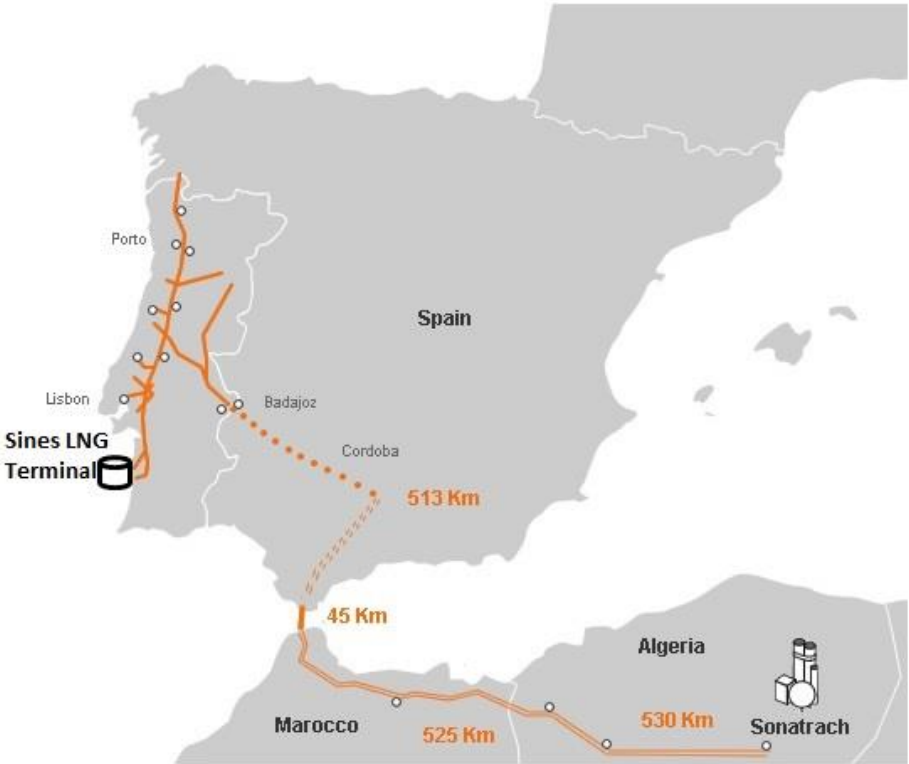 Porto
Spain
Lisbon
Badajoz
Sines LNG
Terminal
Cordoba
513 Km
45 Km
Algeria
Marocco
525 Km
530 Km
Sonatrach